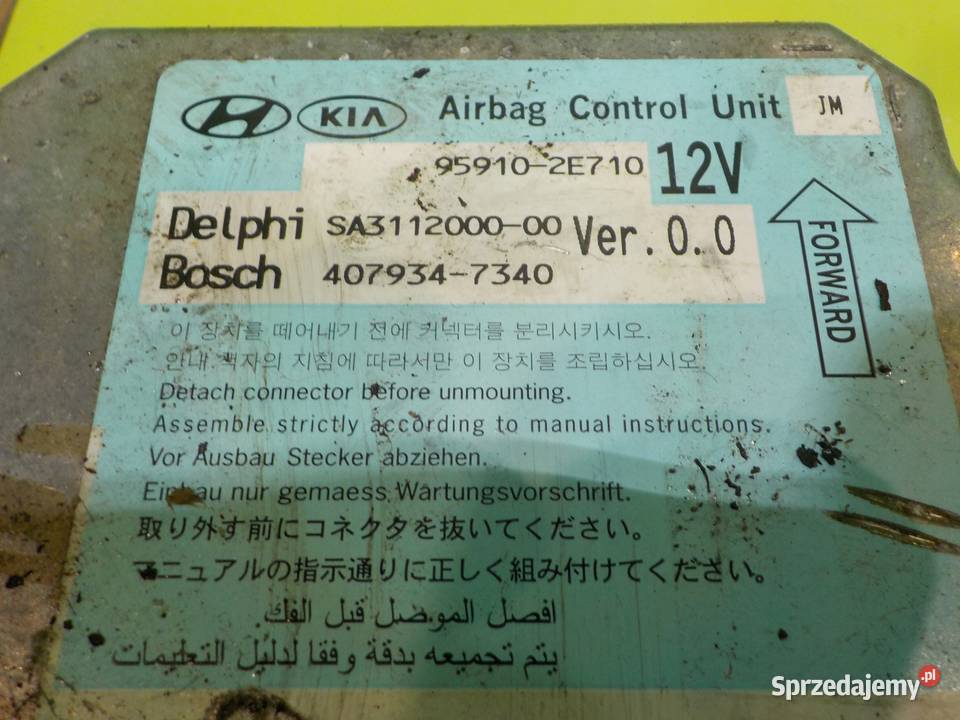 KIA Airbag Control Unit JM
95910-2E710 12V
Delphi SA3112000-00 Ver.0.0
Bosch 407934-7340
FORWARD
이 장치를 떼어내기 전에 커넥터를 분리시키시오.
안내 책자의 지침에 따라서만 이 장치를 조립하십시오.
Detach connector before unmounting.
Assemble strictly according to manual instructions.
Vor Ausbau Stecker abziehen.
Einbau nur gemaess Wartungsvorschrift.
取り外す前にコネクタを抜いてください。
マニュアルの指示通りに正しく組み付けてください。
افصل الموصل قبل الفك.
يتم تجميعه بدقة وفقا لدليل التعليمات
Sprzedajemy.pl